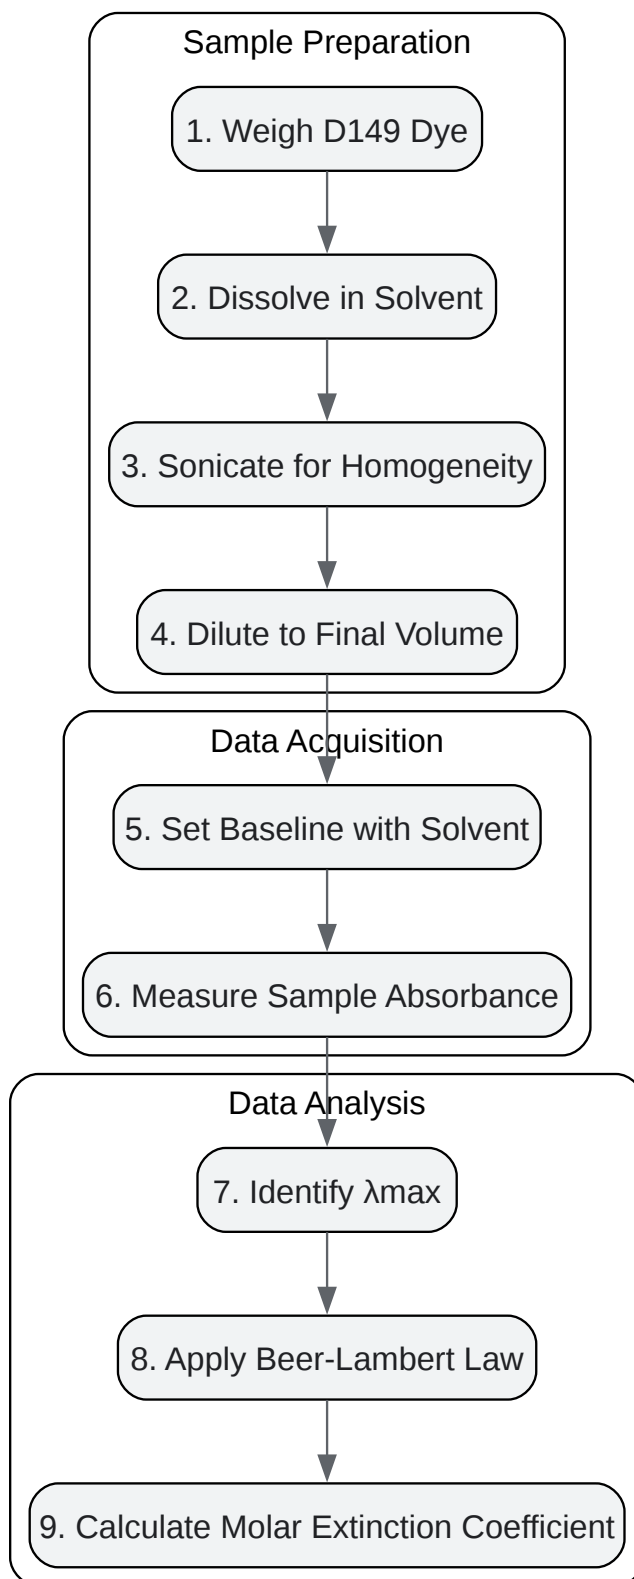 Sample Preparation
1. Weigh D149 Dye
2. Dissolve in Solvent
3. Sonicate for Homogeneity
4. Dilute to Final Volume
Data Acquisition
5. Set Baseline with Solvent
6. Measure Sample Absorbance
Data Analysis
7. Identify λmax
8. Apply Beer-Lambert Law
9. Calculate Molar Extinction Coefficient